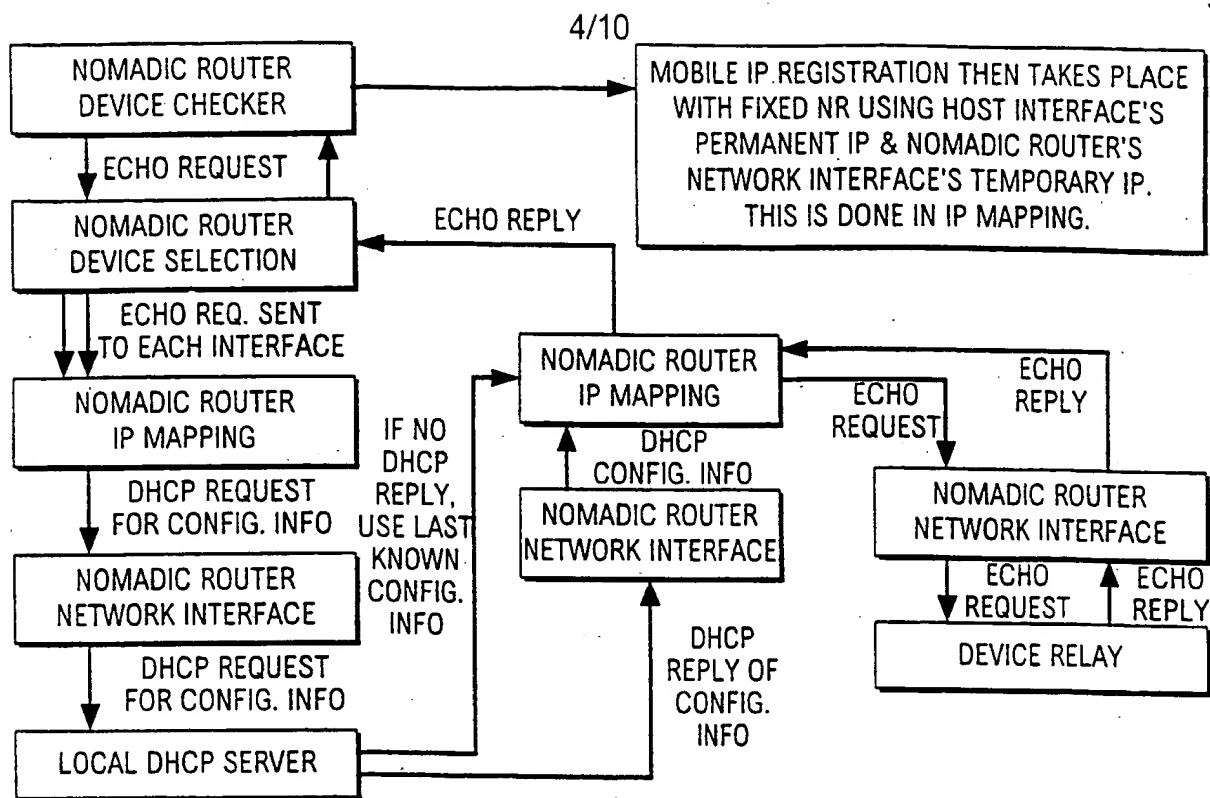 4/10
NOMADIC ROUTER
DEVICE CHECKER
MOBILE IP REGISTRATION THEN TAKES PLACE
WITH FIXED NR USING HOST INTERFACE'S
PERMANENT IP & NOMADIC ROUTER'S
NETWORK INTERFACE'S TEMPORARY IP.
THIS IS DONE IN IP MAPPING.
ECHO REQUEST
NOMADIC ROUTER
DEVICE SELECTION
ECHO REPLY
ECHO REQ. SENT
TO EACH INTERFACE
NOMADIC ROUTER
IP MAPPING
DHCP REQUEST
FOR CONFIG. INFO
NOMADIC ROUTER
NETWORK INTERFACE
DHCP REQUEST
FOR CONFIG. INFO
LOCAL DHCP SERVER
IF NO
DHCP
REPLY,
USE LAST
KNOWN
CONFIG.
INFO
NOMADIC ROUTER
IP MAPPING
DHCP
CONFIG. INFO
NOMADIC ROUTER
NETWORK INTERFACE
DHCP
REPLY OF
CONFIG.
INFO
ECHO
REQUEST
ECHO
REPLY
NOMADIC ROUTER
NETWORK INTERFACE
ECHO
REQUEST
ECHO
REPLY
DEVICE RELAY